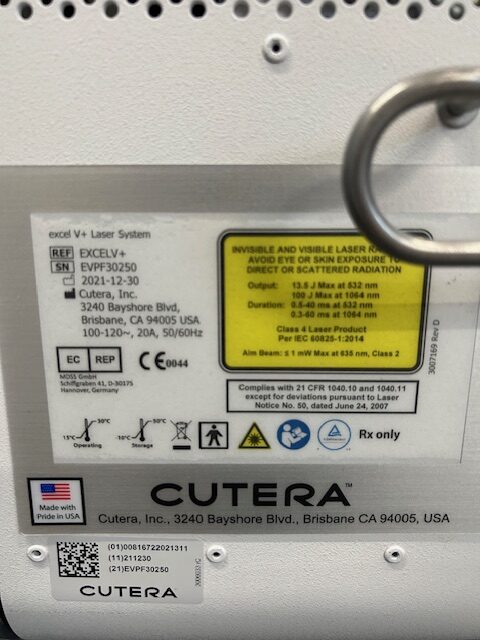 excel V+ Laser System
REF EXCELV+
SN EVPF30250
2021-12-30
Cutera, Inc.
3240 Bayshore Blvd,
Brisbane, CA 94005 USA
100-120~, 20A, 50/60Hz
EC REP
CE 0044
MDSS GmbH
Schiffgraben 41, D-30175
Hannover, Germany
INVISIBLE AND VISIBLE LASER
AVOID EYE OR SKIN EXPOSURE TO
DIRECT OR SCATTERED RADIATION
Output: 13.5 J Max at 532 nm
100 J Max at 1064 nm
Duration: 0.5-40 ms at 532 nm
0.3-60 ms at 1064 nm
Class 4 Laser Product
Per IEC 60825-1:2014
Aim Beam: ≤ 1 mW Max at 635 nm, Class 2
3007169 Rev D
Complies with 21 CFR 1040.10 and 1040.11
except for deviations pursuant to Laser
Notice No. 50, dated June 24, 2007
15°C 30°C
Operating
-10°C 50°C
Storage
Rx only
Made with
Pride in USA
CUTERA™
Cutera, Inc., 3240 Bayshore Blvd., Brisbane CA 94005, USA
(01)00816722021311
(11)211230
(21)EVPF30250
CUTERA